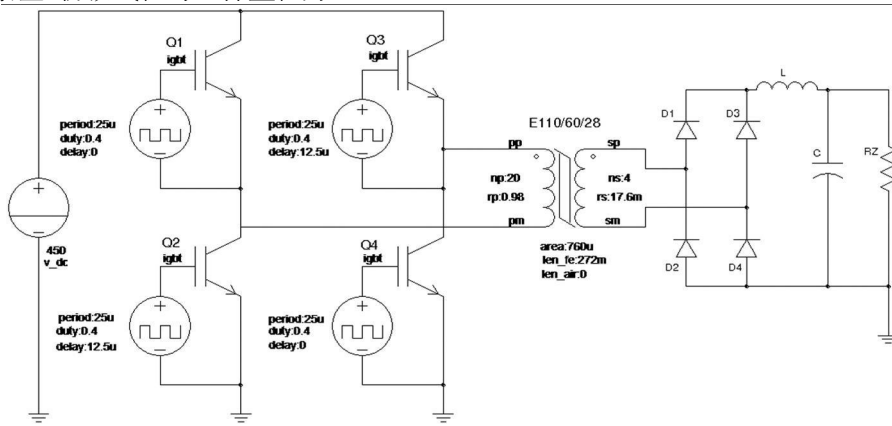 Q1
igbt
period:25u
duty:0.4
delay:0
Q3
igbt
period:25u
duty:0.4
delay:12.5u
450
v_dc
Q2
igbt
period:25u
duty:0.4
delay:12.5u
Q4
igbt
period:25u
duty:0.4
delay:0
E110/60/28
pp
sp
np:20
ns:4
rp:0.98
rs:17.6m
pm
sm
area:760u
len_fe:272m
len_air:0
D1
D3
D2
D4
L
C
RZ